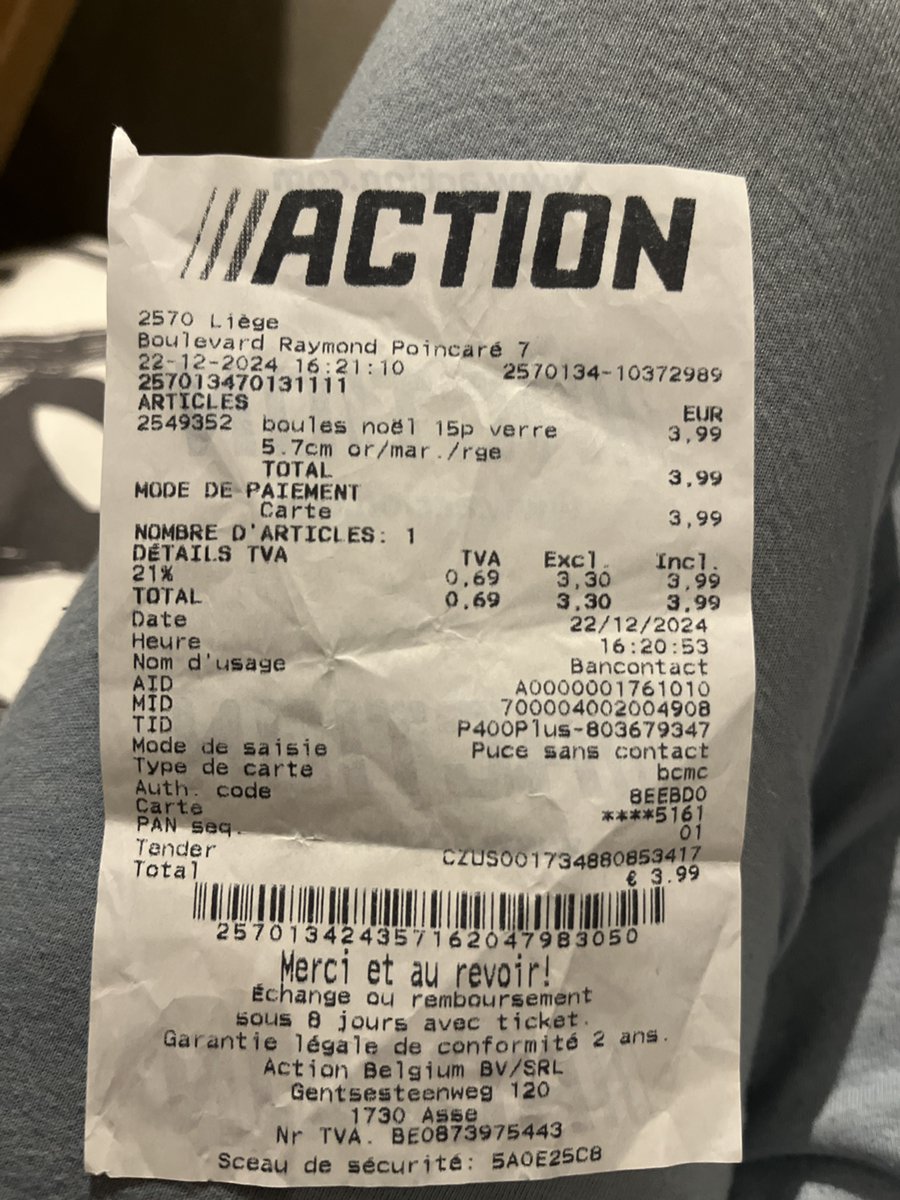 ACTION
2570 Liège
Boulevard Raymond Poincaré 7
22-12-2024 16:21:10 2570134-10372989
257013470131111
ARTICLES EUR
2549352 boules noël 15p verre 3,99
5.7cm or/mar./rge
TOTAL 3,99
MODE DE PAIEMENT
Carte 3,99
NOMBRE D'ARTICLES: 1
DÉTAILS TVA TVA Excl. Incl.
21% 0,69 3,30 3,99
TOTAL 0,69 3,30 3,99
Date 22/12/2024
Heure 16:20:53
Nom d'usage Bancontact
AID A0000001761010
MID 700004002004908
TID P400Plus-803679347
Mode de saisie Puce sans contact
Type de carte bcmc
Auth. code 8EEBD0
Carte ****5161
PAN seq. 01
Tender CZUS001734880853417
Total € 3.99
257013424357162047983050
Merci et au revoir!
Échange ou remboursement
sous 8 jours avec ticket.
Garantie légale de conformité 2 ans.
Action Belgium BV/SRL
Gentsesteenweg 120
1730 Asse
Nr TVA. BE0873975443
Sceau de sécurité: 5A0E25C8